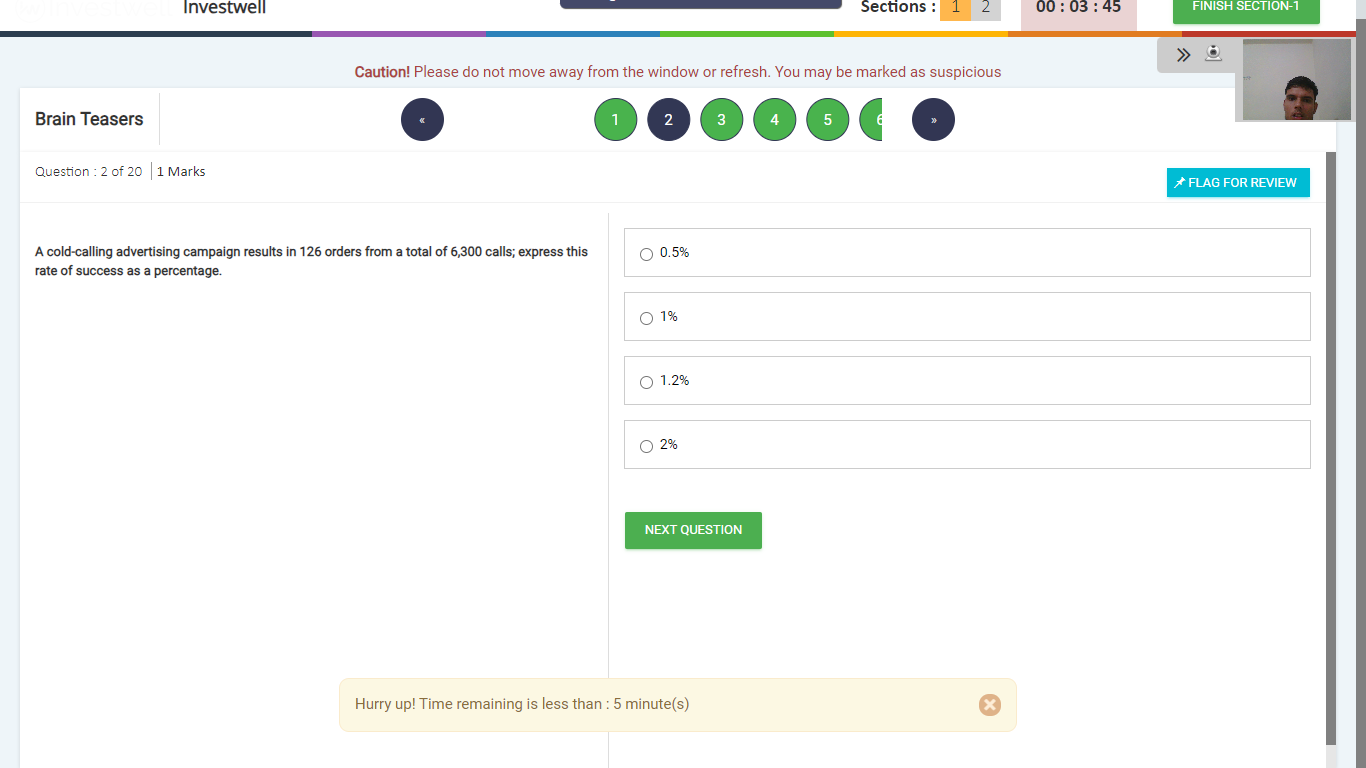 Investwell
Sections : 1 2
00 : 03 : 45
FINISH SECTION-1
Caution! Please do not move away from the window or refresh. You may be marked as suspicious
Brain Teasers
« 1 2 3 4 5 6 »
Question : 2 of 20 1 Marks
FLAG FOR REVIEW
A cold-calling advertising campaign results in 126 orders from a total of 6,300 calls; express this
rate of success as a percentage.
0.5%
1%
1.2%
2%
NEXT QUESTION
Hurry up! Time remaining is less than : 5 minute(s)